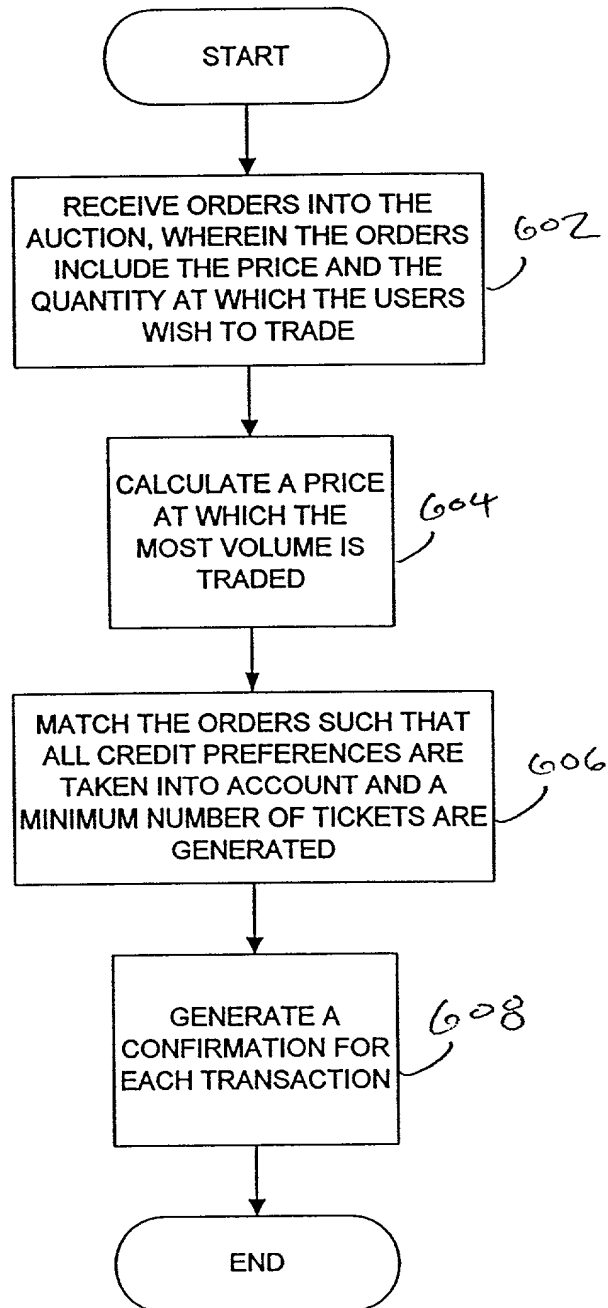 START
RECEIVE ORDERS INTO THE
AUCTION, WHEREIN THE ORDERS
INCLUDE THE PRICE AND THE
QUANTITY AT WHICH THE USERS
WISH TO TRADE
602
CALCULATE A PRICE
AT WHICH THE
MOST VOLUME IS
TRADED
604
MATCH THE ORDERS SUCH THAT
ALL CREDIT PREFERENCES ARE
TAKEN INTO ACCOUNT AND A
MINIMUM NUMBER OF TICKETS ARE
GENERATED
606
GENERATE A
CONFIRMATION FOR
EACH TRANSACTION
608
END